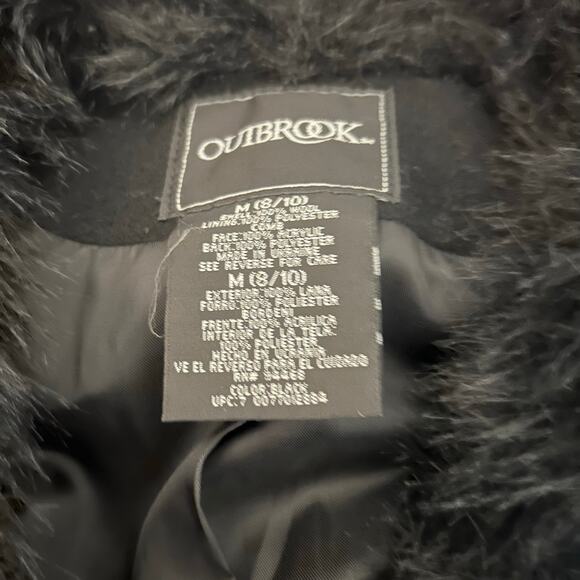 OUTBROOK
M (8/10)
SHELL:100% WOOL
LINING:100% POLYESTER
COMB
FACE:100% ACRYLIC
BACK:100% POLYESTER
MADE IN UKRAINE
SEE REVERSE FOR CARE
M (8/10)
EXTERIOR:100% LANA
FORRO:100% POLIESTER
BORDENI
FRENTE:100% ACRILICA
INTERIOR DE LA TELA:
100% POLIESTER
HECHO EN UKRAINO
VE EL REVERSO PARA EL CUIDADO
COLOR:BLACK